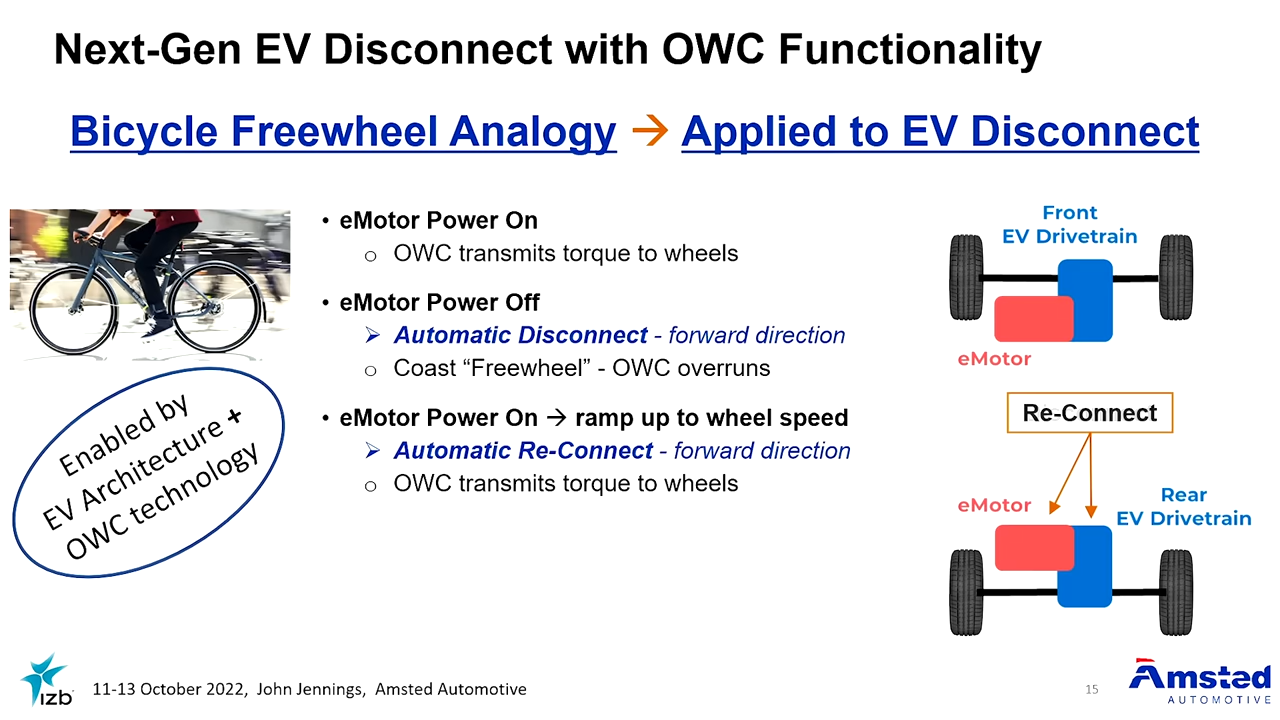 Next-Gen EV Disconnect with OWC Functionality
Bicycle Freewheel Analogy → Applied to EV Disconnect
• eMotor Power On
o OWC transmits torque to wheels
• eMotor Power Off
➢ Automatic Disconnect - forward direction
o Coast “Freewheel” - OWC overruns
• eMotor Power On → ramp up to wheel speed
➢ Automatic Re-Connect - forward direction
o OWC transmits torque to wheels
Enabled by
EV Architecture +
OWC technology
Front
EV Drivetrain
eMotor
Re-Connect
eMotor
Rear
EV Drivetrain
izb
11-13 October 2022, John Jennings, Amsted Automotive
15
Amsted
AUTOMOTIVE